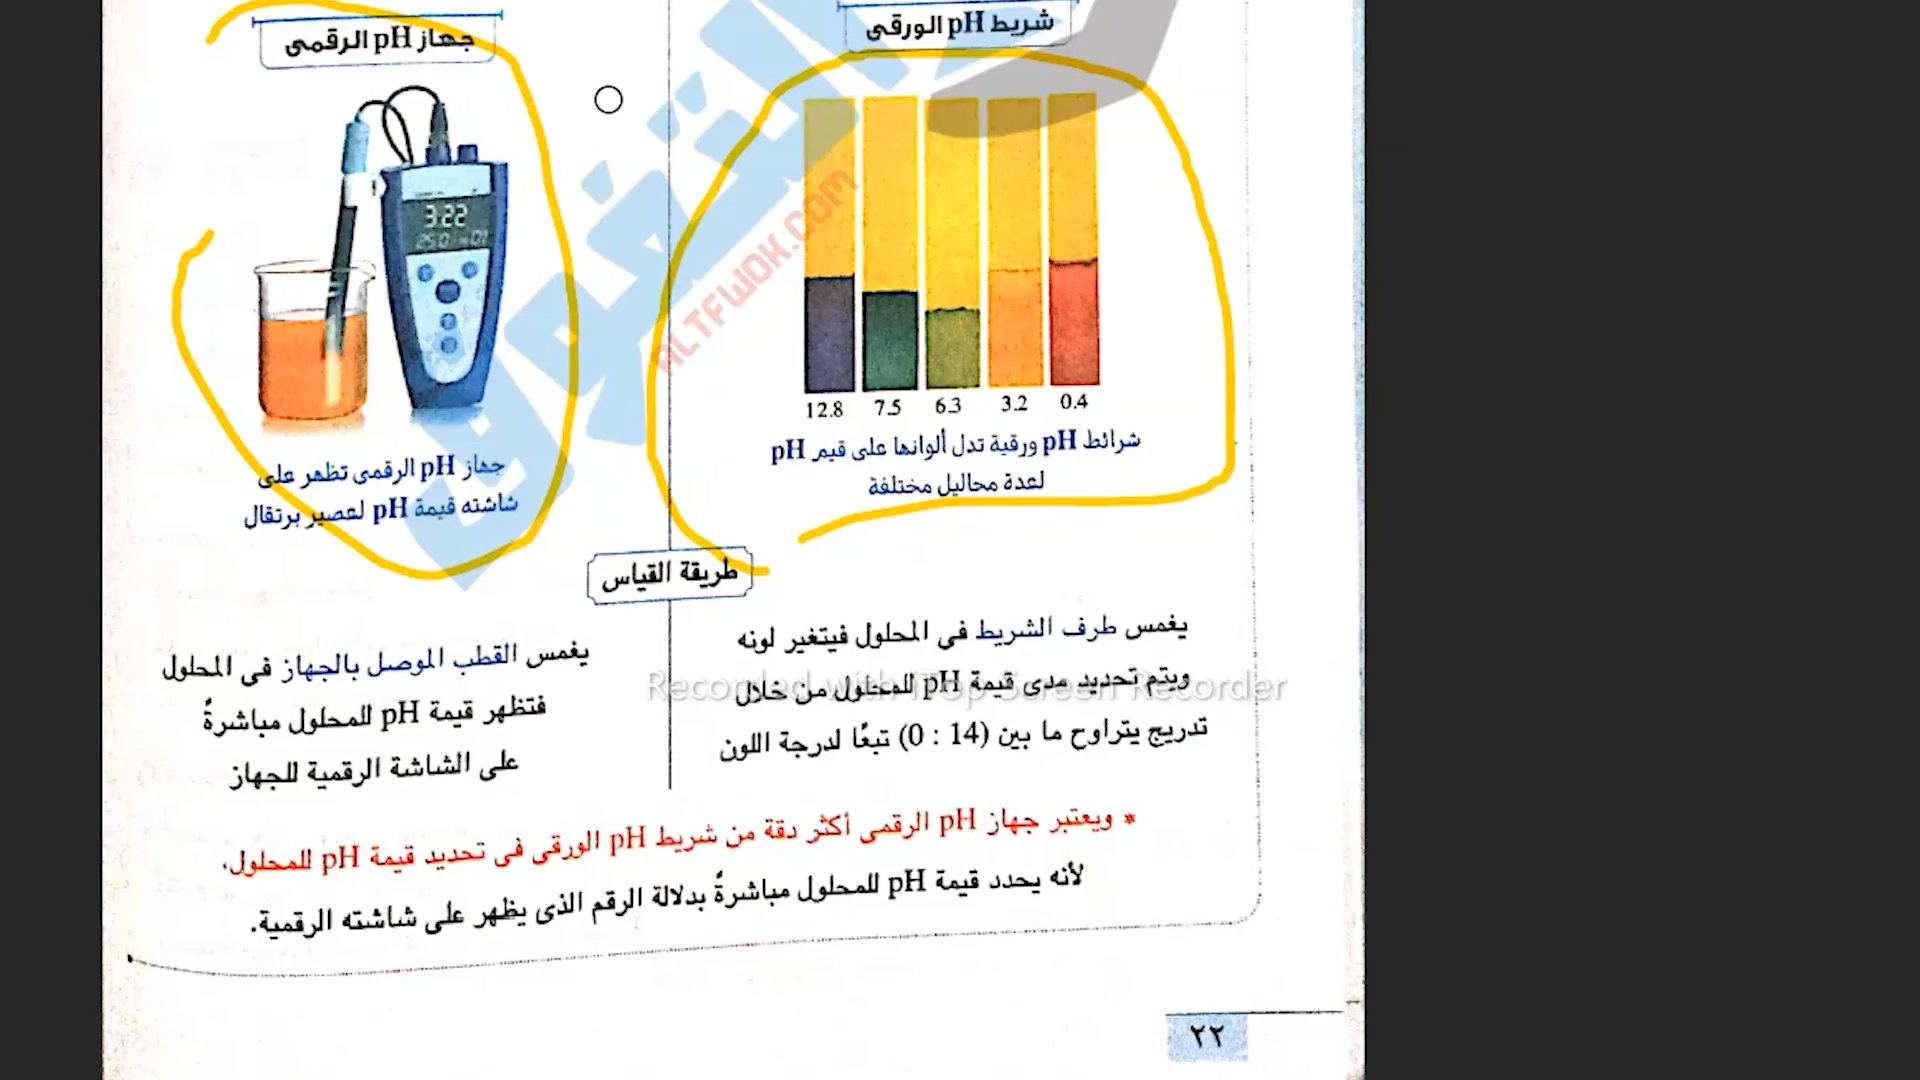 شريط pH الورقى
12.8 7.5 6.3 3.2 0.4
شرائط pH ورقية تدل ألوانها على قيم pH
لعدة محاليل مختلفة
جهاز pH الرقمى
3.22
جهاز pH الرقمى تظهر على
شاشته قيمة pH لعصير برتقال
التفوق
ALTFWOK.COM
طريقة القياس
يغمس طرف الشريط فى المحلول فيتغير لونه
ويتم تحديد مدى قيمة pH للمحلول من خلال
تدريج يتراوح ما بين (14 : 0) تبعًا لدرجة اللون
يغمس القطب الموصل بالجهاز فى المحلول
فتظهر قيمة pH للمحلول مباشرةً
على الشاشة الرقمية للجهاز
Recorded with iTop Screen Recorder
* ويعتبر جهاز pH الرقمى أكثر دقة من شريط pH الورقى فى تحديد قيمة pH للمحلول،
لأنه يحدد قيمة pH للمحلول مباشرةً بدلالة الرقم الذى يظهر على شاشته الرقمية.
٢٢